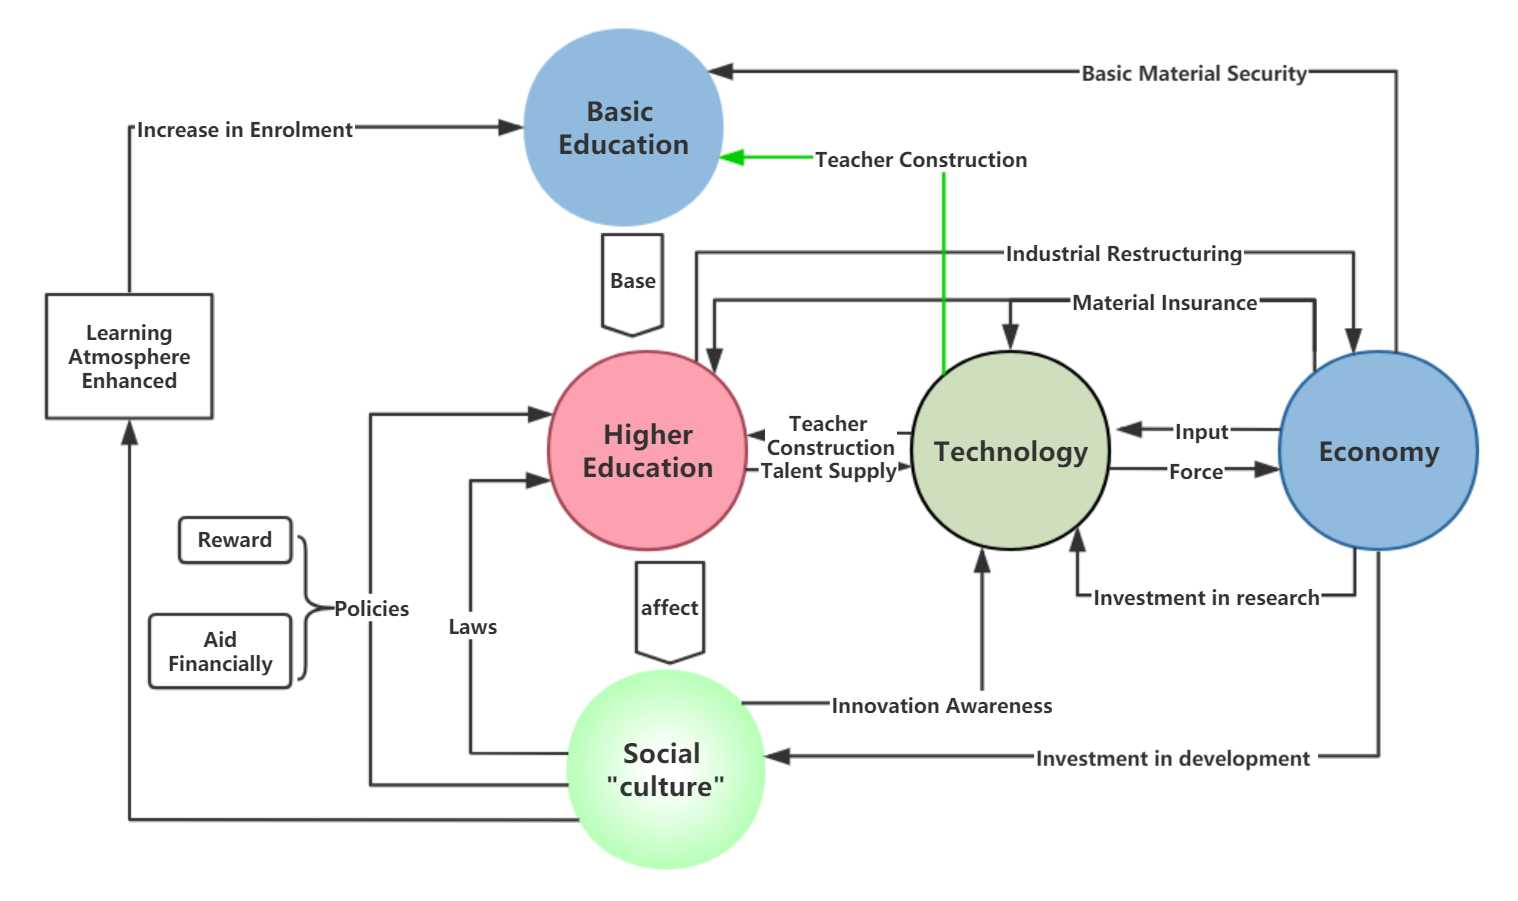 Basic
Education
Basic Material Security
Increase in Enrolment
Teacher Construction
Base
Industrial Restructuring
Material Insurance
Learning
Atmosphere
Enhanced
Higher
Education
Teacher
Construction
Talent Supply
Technology
Input
Force
Economy
Reward
Aid
Financially
Policies
Laws
affect
Investment in research
Innovation Awareness
Social
"culture"
Investment in development